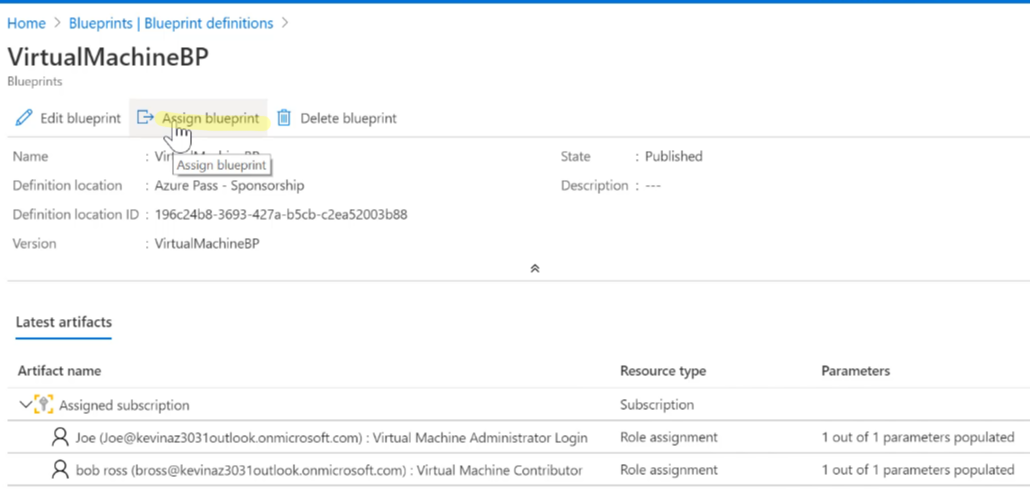 Home > Blueprints | Blueprint definitions >
VirtualMachineBP
Blueprints
Edit blueprint Assign blueprint Delete blueprint
Name : State : Published
Assign blueprint
Definition location : Azure Pass - Sponsorship Description : ---
Definition location ID : 196c24b8-3693-427a-b5cb-c2ea52003b88
Version : VirtualMachineBP
Latest artifacts
Artifact name Resource type Parameters
Assigned subscription Subscription
Joe (Joe@kevinaz3031outlook.onmicrosoft.com) : Virtual Machine Administrator Login Role assignment 1 out of 1 parameters populated
bob ross (bross@kevinaz3031outlook.onmicrosoft.com) : Virtual Machine Contributor Role assignment 1 out of 1 parameters populated